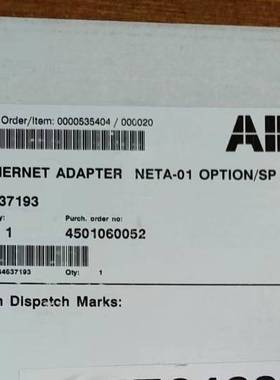 Order/Item: 0000535404 / 000020
AB
ERNET ADAPTER NETA-01 OPTION/SP
37193
y:
Purch. order no:
1
4501060052
64637193
Qty: 1
n Dispatch Marks: